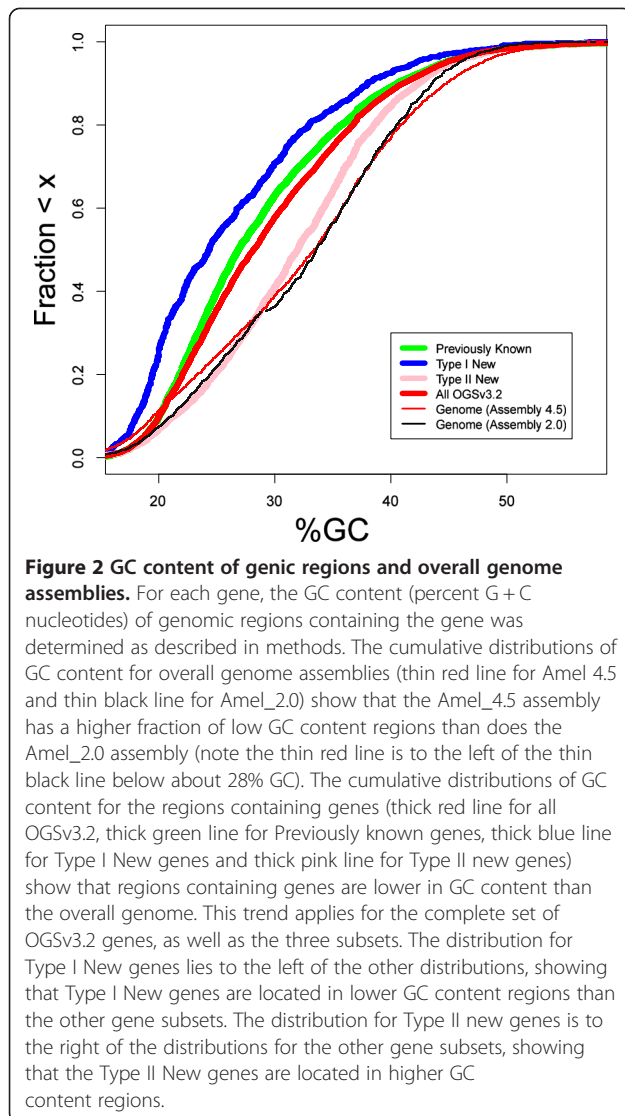 1.0
0.8
0.6
0.4
0.2
0.0
Fraction < x
Previously Known
Type I New
Type II New
All OGSv3.2
Genome (Assembly 4.5)
Genome (Assembly 2.0)
20 30 40 50
%GC
Figure 2 GC content of genic regions and overall genome
assemblies. For each gene, the GC content (percent G + C
nucleotides) of genomic regions containing the gene was
determined as described in methods. The cumulative distributions of
GC content for overall genome assemblies (thin red line for Amel 4.5
and thin black line for Amel_2.0) show that the Amel_4.5 assembly
has a higher fraction of low GC content regions than does the
Amel_2.0 assembly (note the thin red line is to the left of the thin
black line below about 28% GC). The cumulative distributions of GC
content for the regions containing genes (thick red line for all
OGSv3.2, thick green line for Previously known genes, thick blue line
for Type I New genes and thick pink line for Type II new genes)
show that regions containing genes are lower in GC content than
the overall genome. This trend applies for the complete set of
OGSv3.2 genes, as well as the three subsets. The distribution for
Type I New genes lies to the left of the other distributions, showing
that Type I New genes are located in lower GC content regions than
the other gene subsets. The distribution for Type II new genes is to
the right of the distributions for the other gene subsets, showing
that the Type II New genes are located in higher GC
content regions.